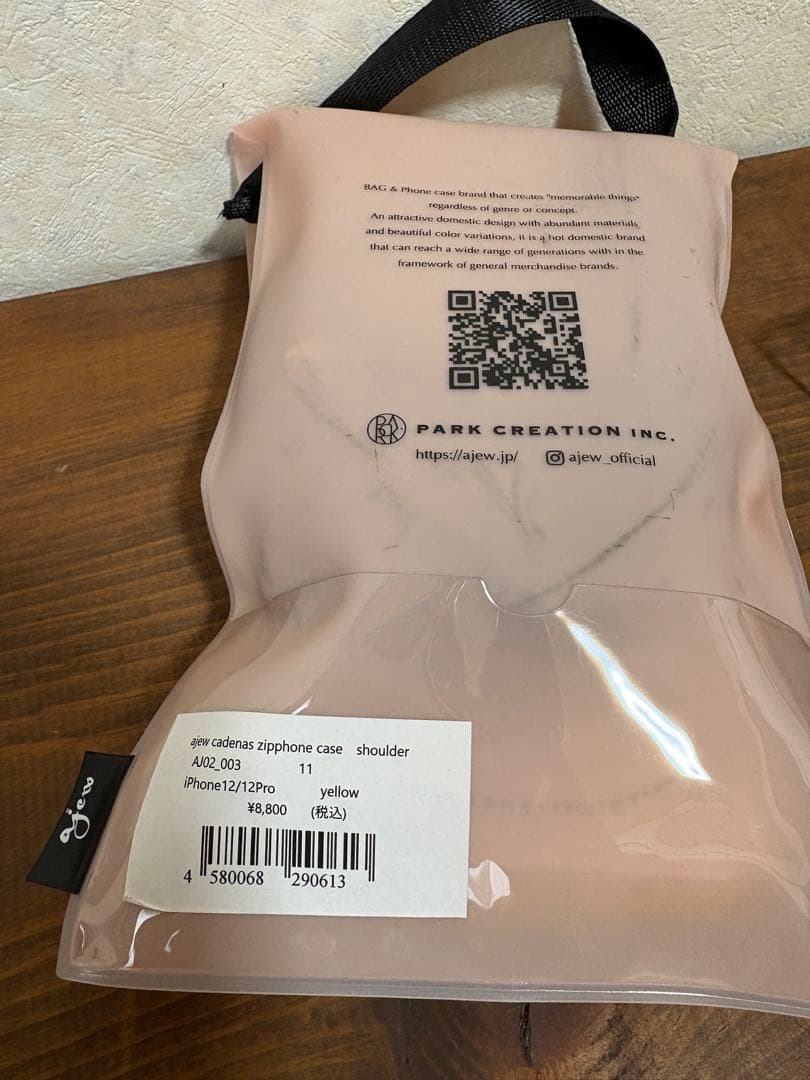 BAG & Phone case brand that creates "memorable things"
regardless of genre or concept.
An attractive domestic design with abundant materials
and beautiful color variations, it is a hot domestic brand
that can reach a wide range of generations with in the
framework of general merchandise brands.
PARK
PARK CREATION INC.
https://ajew.jp/ ajew_official
ajew cadenas zipphone case shoulder
AJ02_003 11
iPhone12/12Pro yellow
¥8,800 (税込)
4 580068 290613
ajew